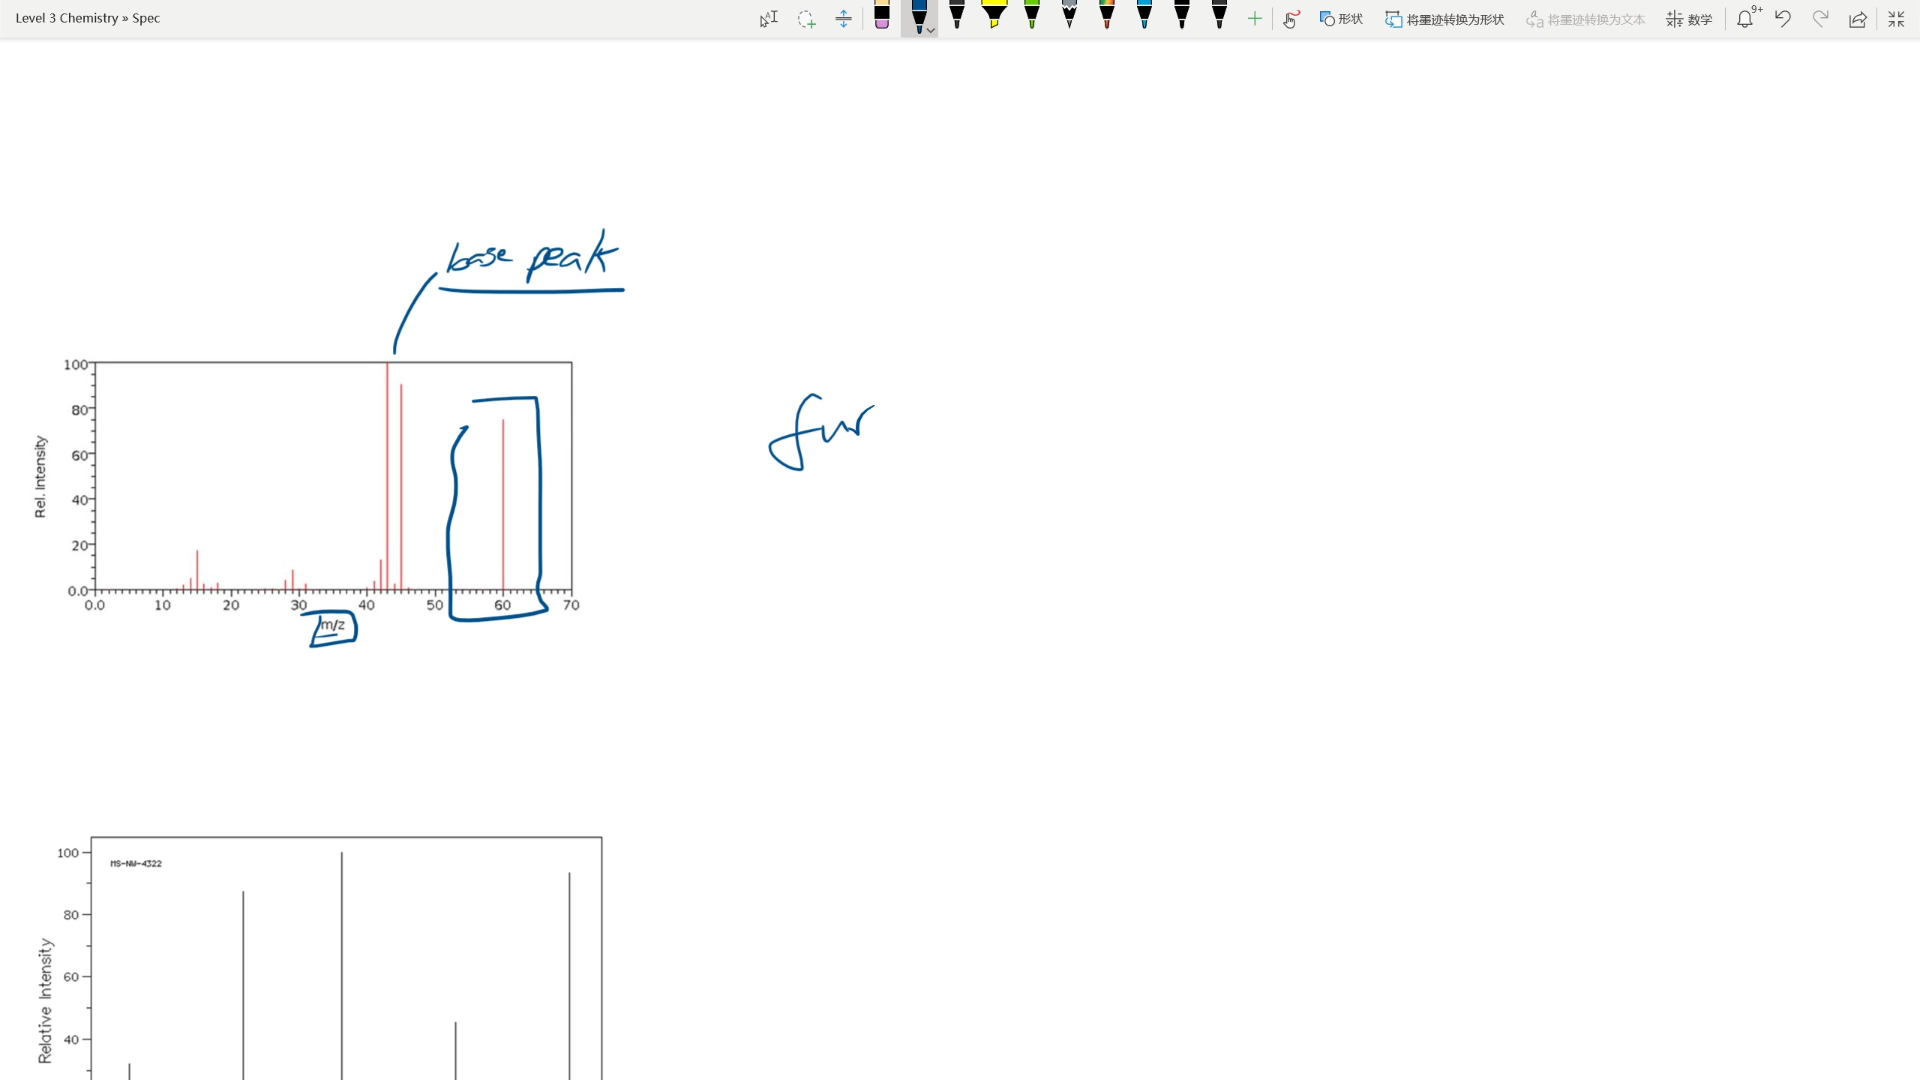 Level 3 Chemistry » Spec
形状
将墨迹转换为形状
将墨迹转换为文本
数学
9+
base peak
100
80
60
40
20
0.0
Rel. Intensity
0.0 10 20 30 40 50 60 70
m/z
fur
100
80
60
40
MS-NW-4322
Relative Intensity